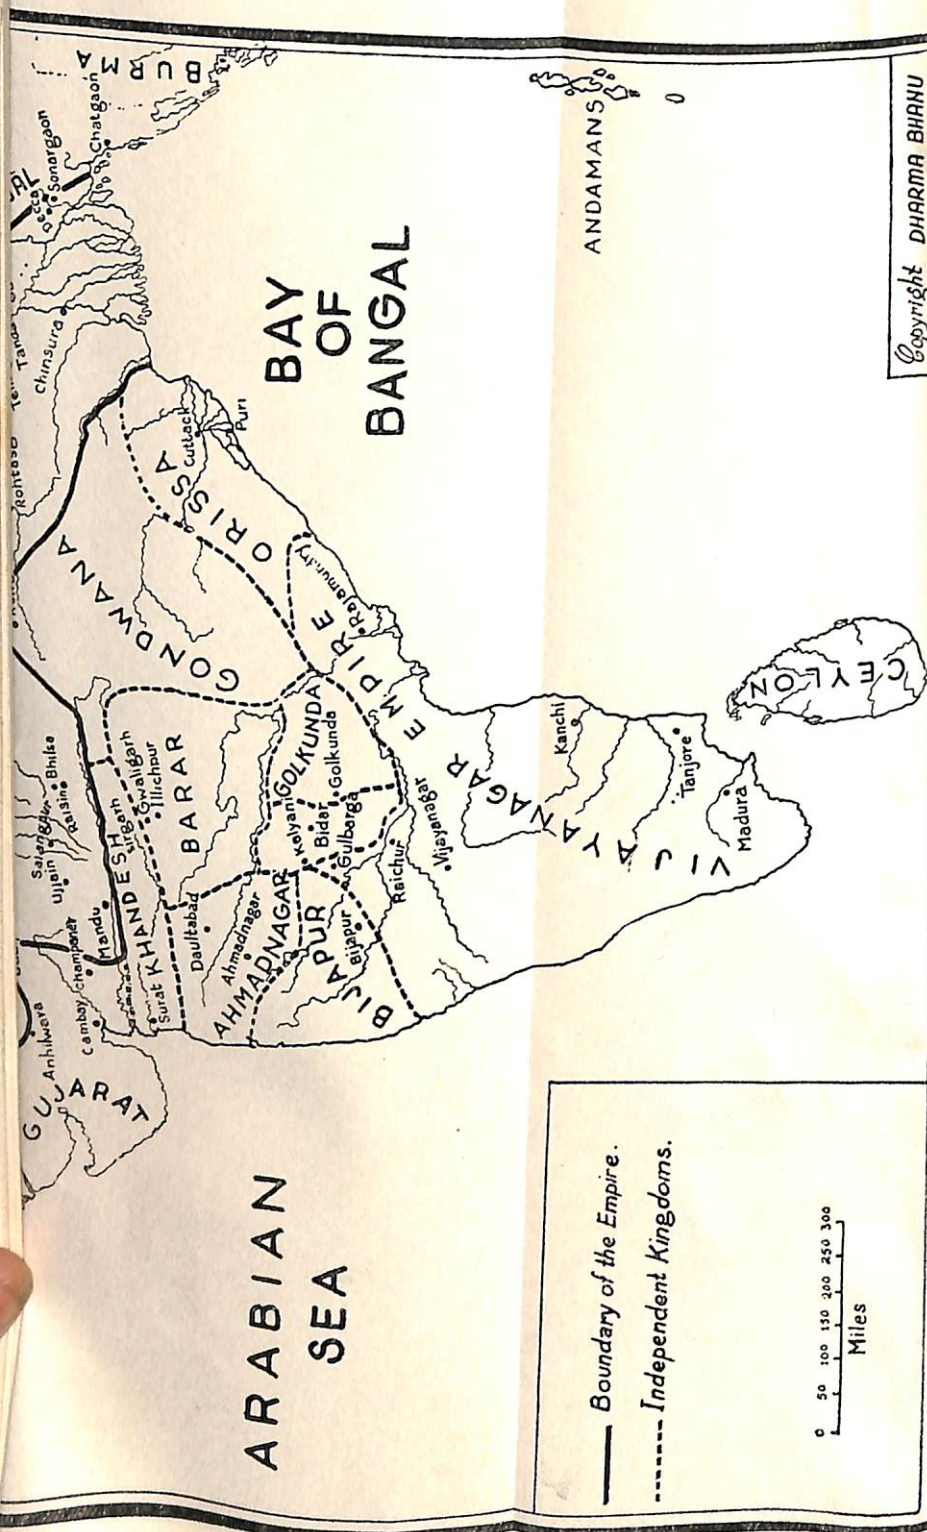 BURMA
Chatgaon
Sonargaon
Chinsura
Rohtasg
BAY
OF
BANGAL
ANDAMANS
Copyright DHARMA BHANU
ORISSA
Cuttack
Puri
GONDWANA
Rajamundry
Bhilsa
Raisin
Ujjain
Champaner
Mandu
Anhilwara
Cambay
GUJARAT
Surat
KHANDESH
Gwaligarh
Illichpur
BARAR
Daultabad
Ahmadnagar
AHMADNAGAR
GOLKUNDA
Golkunda
Kalyani
Bidar
Gulbarga
BIJAPUR
Bijapur
Raichur
Vijayanagar
VIJAYANAGAR EMPIRE
Kanchi
Tanjore
Madura
CEYLON
ARABIAN
SEA
Boundary of the Empire.
Independent Kingdoms.
0 50 100 150 200 250 300
Miles